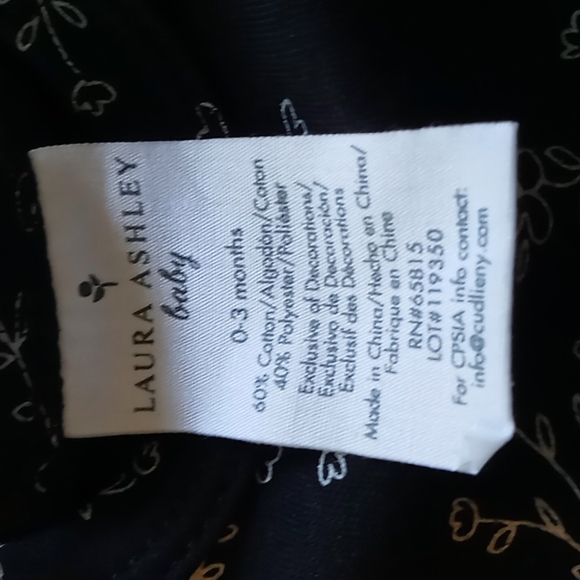 LAURA ASHLEY
baby
0-3 months
60% Cotton/Algodón/Coton
40% Polyester/Poliéster
Exclusive of Decorations/
Exclusivo de Decoración/
Exclusif des Décorations
Made in China/Hecho en China/
Fabrique en Chine
RN#65815
LOT#119350
For CPSIA info contact:
info@cudlieny.com